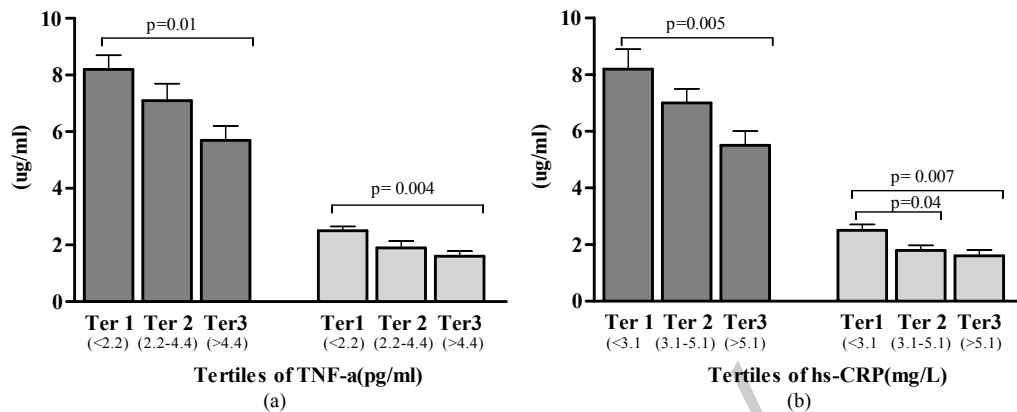 10
p=0.01
8
6
(ug/ml)
4
p= 0.004
2
0
Ter 1 Ter 2 Ter3 Ter1 Ter 2 Ter3
(<2.2) (2.2-4.4) (>4.4) (<2.2) (2.2-4.4) (>4.4)
Tertiles of TNF-a(pg/ml)
(a)
10
p=0.005
8
6
(ug/ml)
4
p= 0.007
p=0.04
2
0
Ter 1 Ter 2 Ter3 Ter1 Ter 2 Ter3
(<3.1 (3.1-5.1) (>5.1) (<3.1 (3.1-5.1) (>5.1)
Tertiles of hs-CRP(mg/L)
(b)